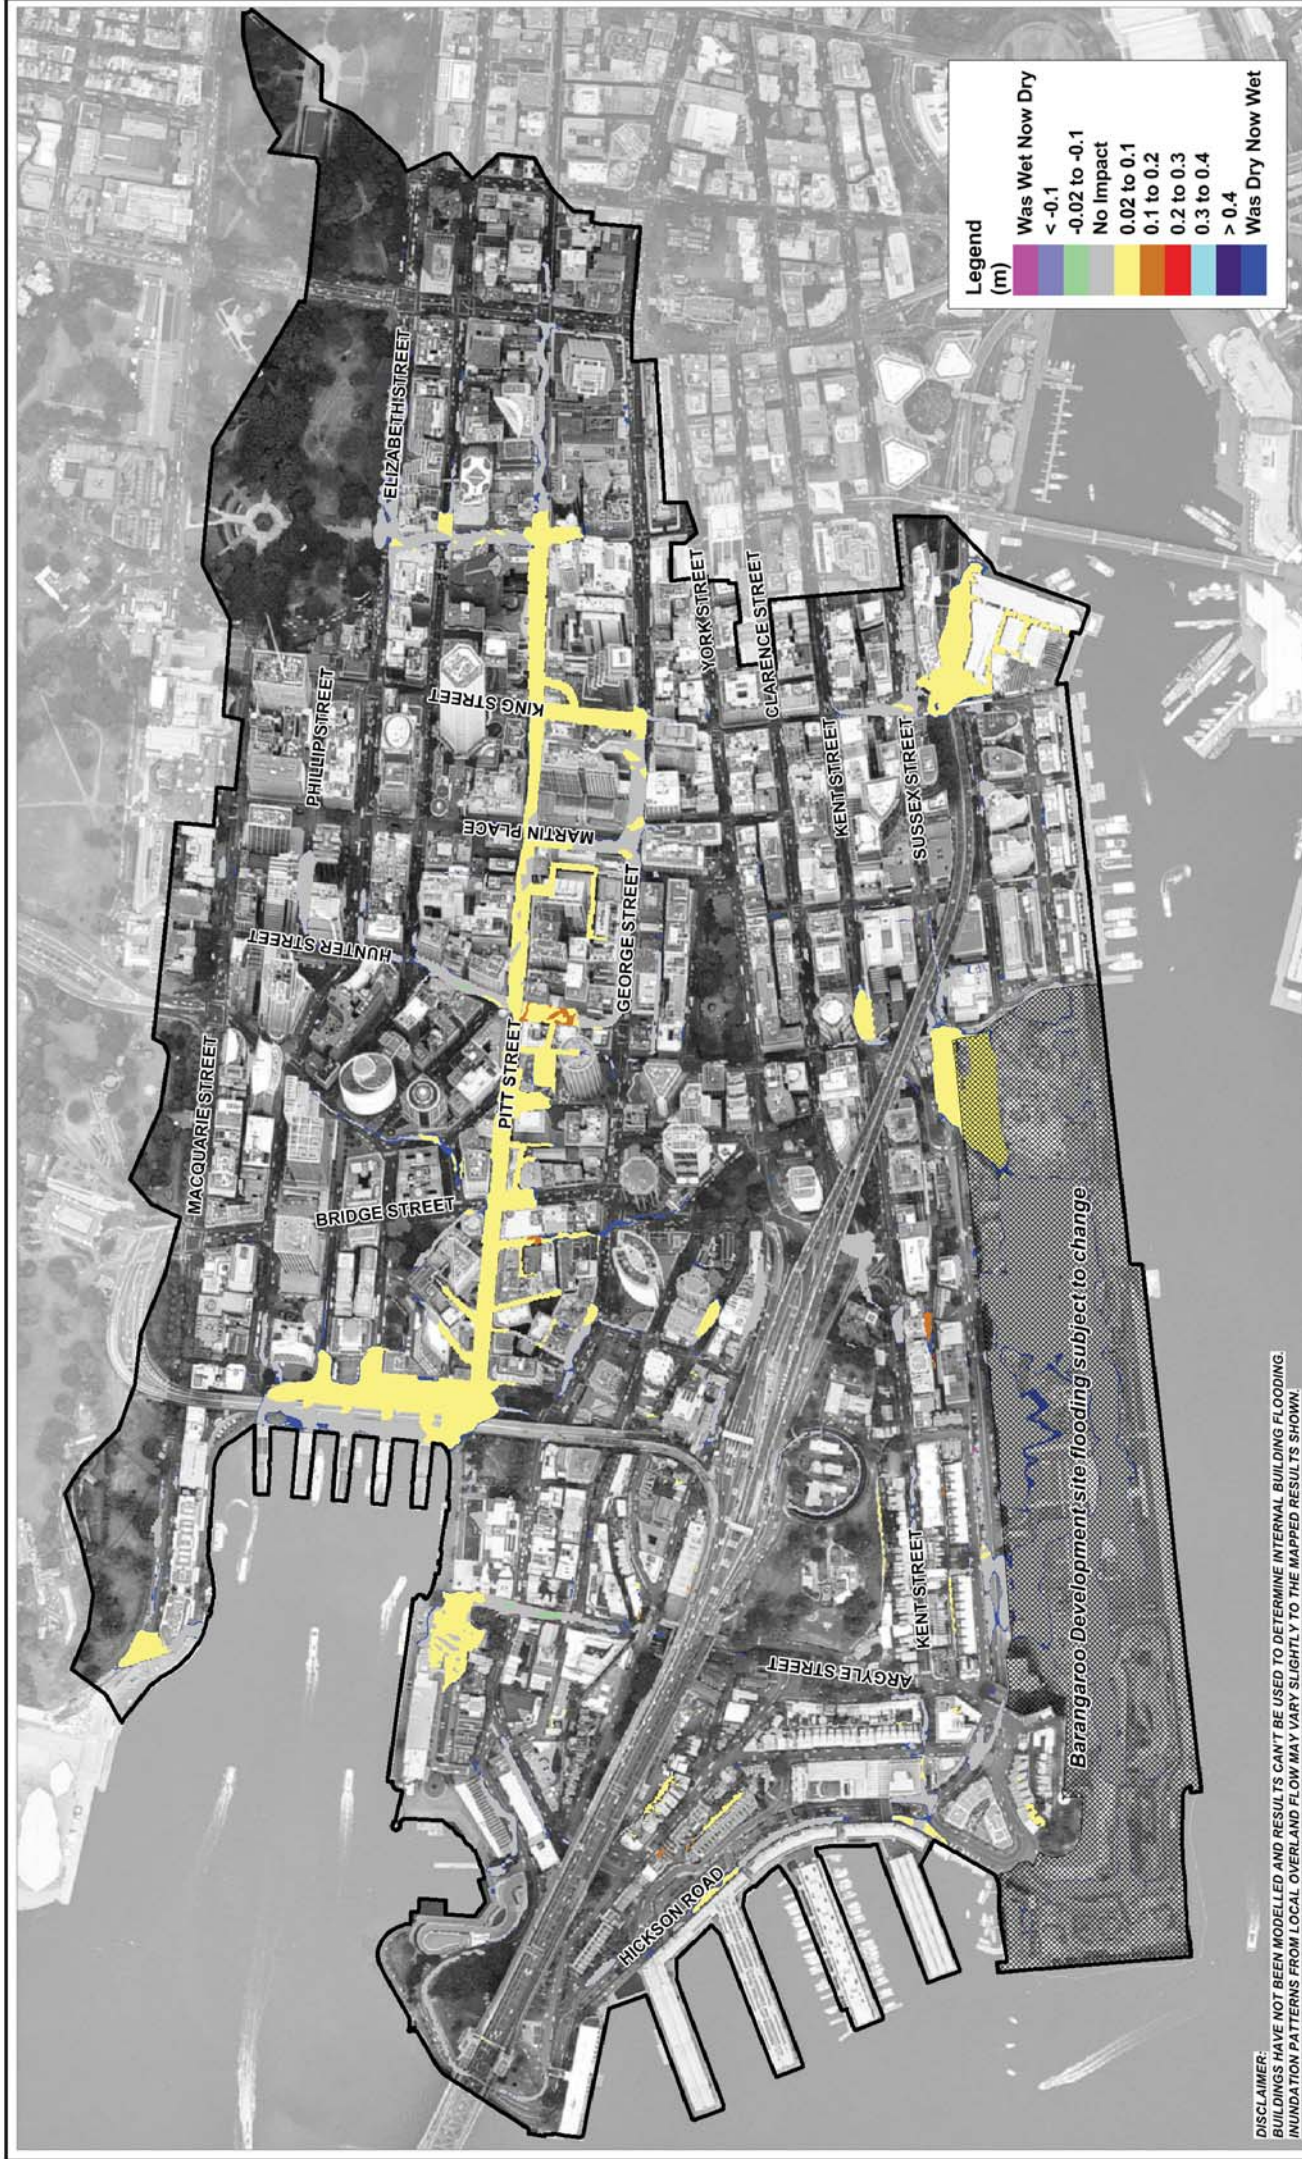 Legend
(m)
Was Wet Now Dry
< -0.1
-0.02 to -0.1
No Impact
0.02 to 0.1
0.1 to 0.2
0.2 to 0.3
0.3 to 0.4
> 0.4
Was Dry Now Wet
ELIZABETH STREET
PHILLIP STREET
KING STREET
YORK STREET
CLARENCE STREET
KENT STREET
SUSSEX STREET
MARTIN PLACE
HUNTER STREET
GEORGE STREET
MACQUARIE STREET
PITT STREET
BRIDGE STREET
KENT STREET
ARGYLE STREET
HICKSON ROAD
Barangaroo Development site flooding subject to change
DISCLAIMER:
BUILDINGS HAVE NOT BEEN MODELLED AND RESULTS CAN'T BE USED TO DETERMINE INTERNAL BUILDING FLOODING.
INUNDATION PATTERNS FROM LOCAL OVERLAND FLOW MAY VARY SLIGHTLY TO THE MAPPED RESULTS SHOWN.